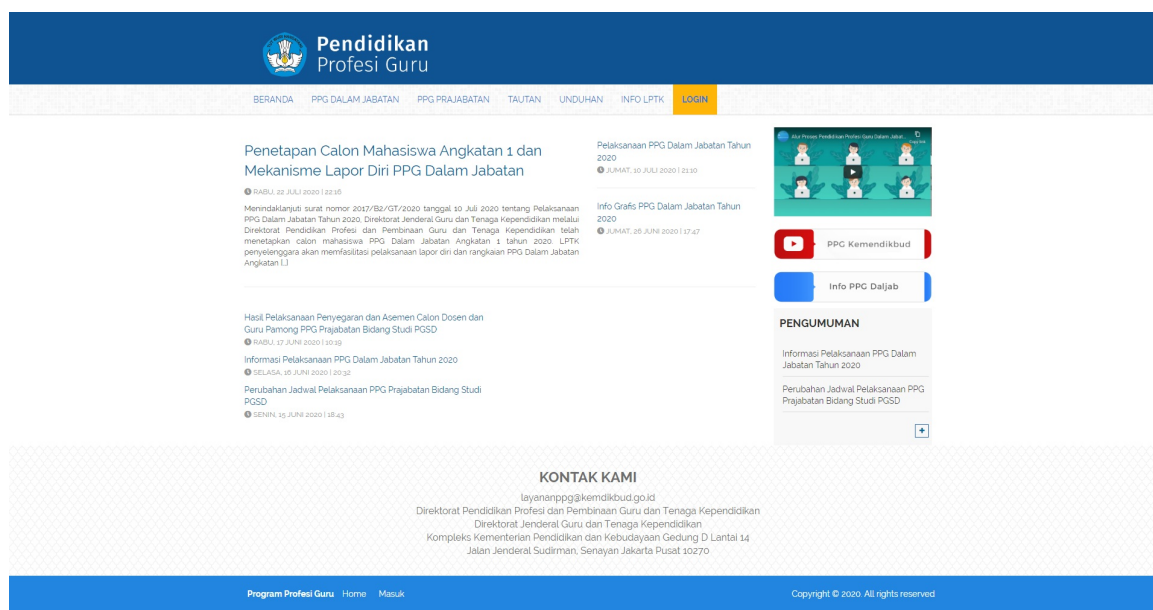 Pendidikan
Profesi Guru
BERANDA PPG DALAM JABATAN PPG PRAJABATAN TAUTAN UNDUHAN INFO LPTK LOGIN
Penetapan Calon Mahasiswa Angkatan 1 dan
Mekanisme Lapor Diri PPG Dalam Jabatan
RABU, 22 JULI 2020 | 22:16
Menindaklanjuti surat nomor 2017/B2/GT/2020 tanggal 10 Juli 2020 tentang Pelaksanaan
PPG Dalam Jabatan Tahun 2020, Direktorat Jenderal Guru dan Tenaga Kependidikan melalui
Direktorat Pendidikan Profesi dan Pembinaan Guru dan Tenaga Kependidikan telah
menetapkan calon mahasiswa PPG Dalam Jabatan Angkatan 1 tahun 2020. LPTK
penyelenggara akan memfasilitasi pelaksanaan lapor diri dan rangkaian PPG Dalam Jabatan
Angkatan [...]
Pelaksanaan PPG Dalam Jabatan Tahun
2020
JUMAT, 10 JULI 2020 | 21:10
Info Grafis PPG Dalam Jabatan Tahun
2020
JUMAT, 26 JUNI 2020 | 17:47
Hasil Pelaksanaan Penyegaran dan Asemen Calon Dosen dan
Guru Pamong PPG Prajabatan Bidang Studi PGSD
RABU, 17 JUNI 2020 | 10:19
Informasi Pelaksanaan PPG Dalam Jabatan Tahun 2020
SELASA, 16 JUNI 2020 | 20:32
Perubahan Jadwal Pelaksanaan PPG Prajabatan Bidang Studi
PGSD
SENIN, 15 JUNI 2020 | 18:43
Alur Proses Pendidikan Profesi Guru Dalam Jabat...
PPG Kemendikbud
Info PPG Daljab
PENGUMUMAN
Informasi Pelaksanaan PPG Dalam
Jabatan Tahun 2020
Perubahan Jadwal Pelaksanaan PPG
Prajabatan Bidang Studi PGSD
+
KONTAK KAMI
layananppg@kemdikbud.go.id
Direktorat Pendidikan Profesi dan Pembinaan Guru dan Tenaga Kependidikan
Direktorat Jenderal Guru dan Tenaga Kependidikan
Kompleks Kementerian Pendidikan dan Kebudayaan Gedung D Lantai 14
Jalan Jenderal Sudirman, Senayan Jakarta Pusat 10270
Program Profesi Guru Home Masuk
Copyright © 2020. All rights reserved